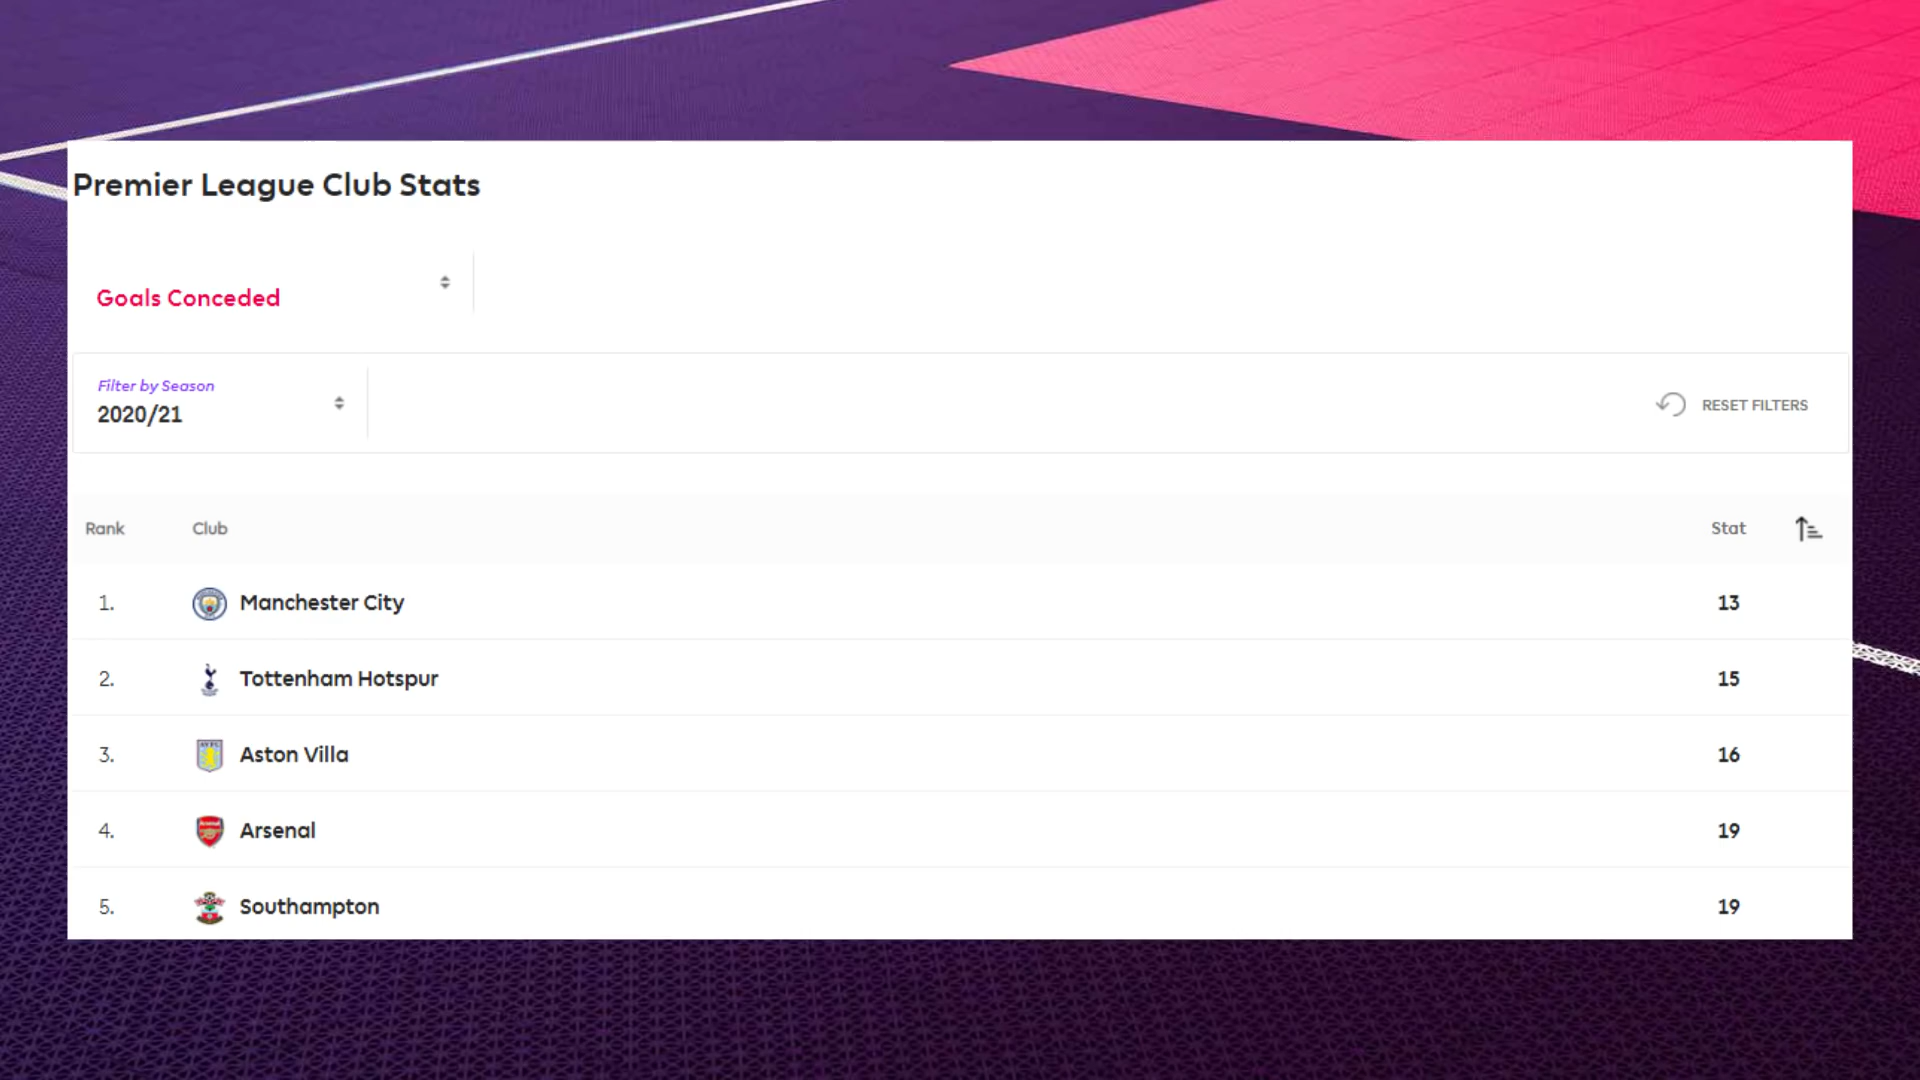 Premier League Club Stats
Goals Conceded
Filter by Season
2020/21
RESET FILTERS
Rank Club Stat
1. Manchester City 13
2. Tottenham Hotspur 15
3. Aston Villa 16
4. Arsenal 19
5. Southampton 19